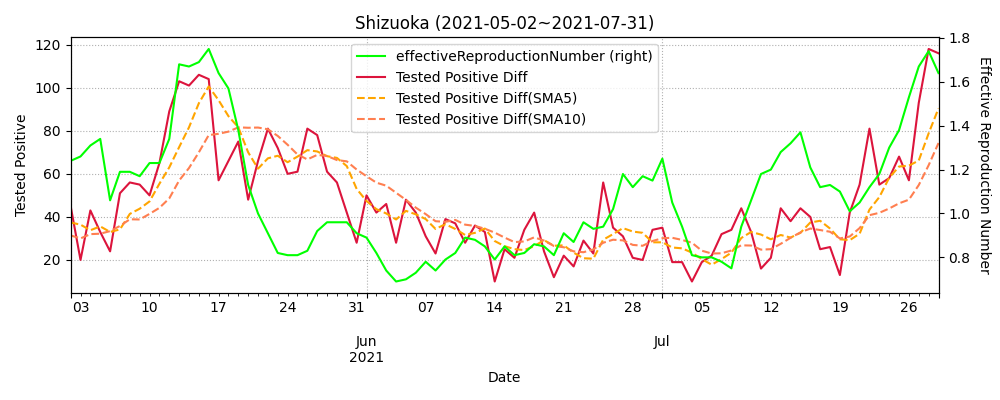 Shizuoka (2021-05-02~2021-07-31)
effectiveReproductionNumber (right)
Tested Positive Diff
Tested Positive Diff(SMA5)
Tested Positive Diff(SMA10)
Tested Positive
120
100
80
60
40
20
1.8
1.6
1.4
1.2
1.0
0.8
Effective Reproduction Number
03 10 17 24 31 07 14 21 28 05 12 19 26
Jun Jul
2021
Date